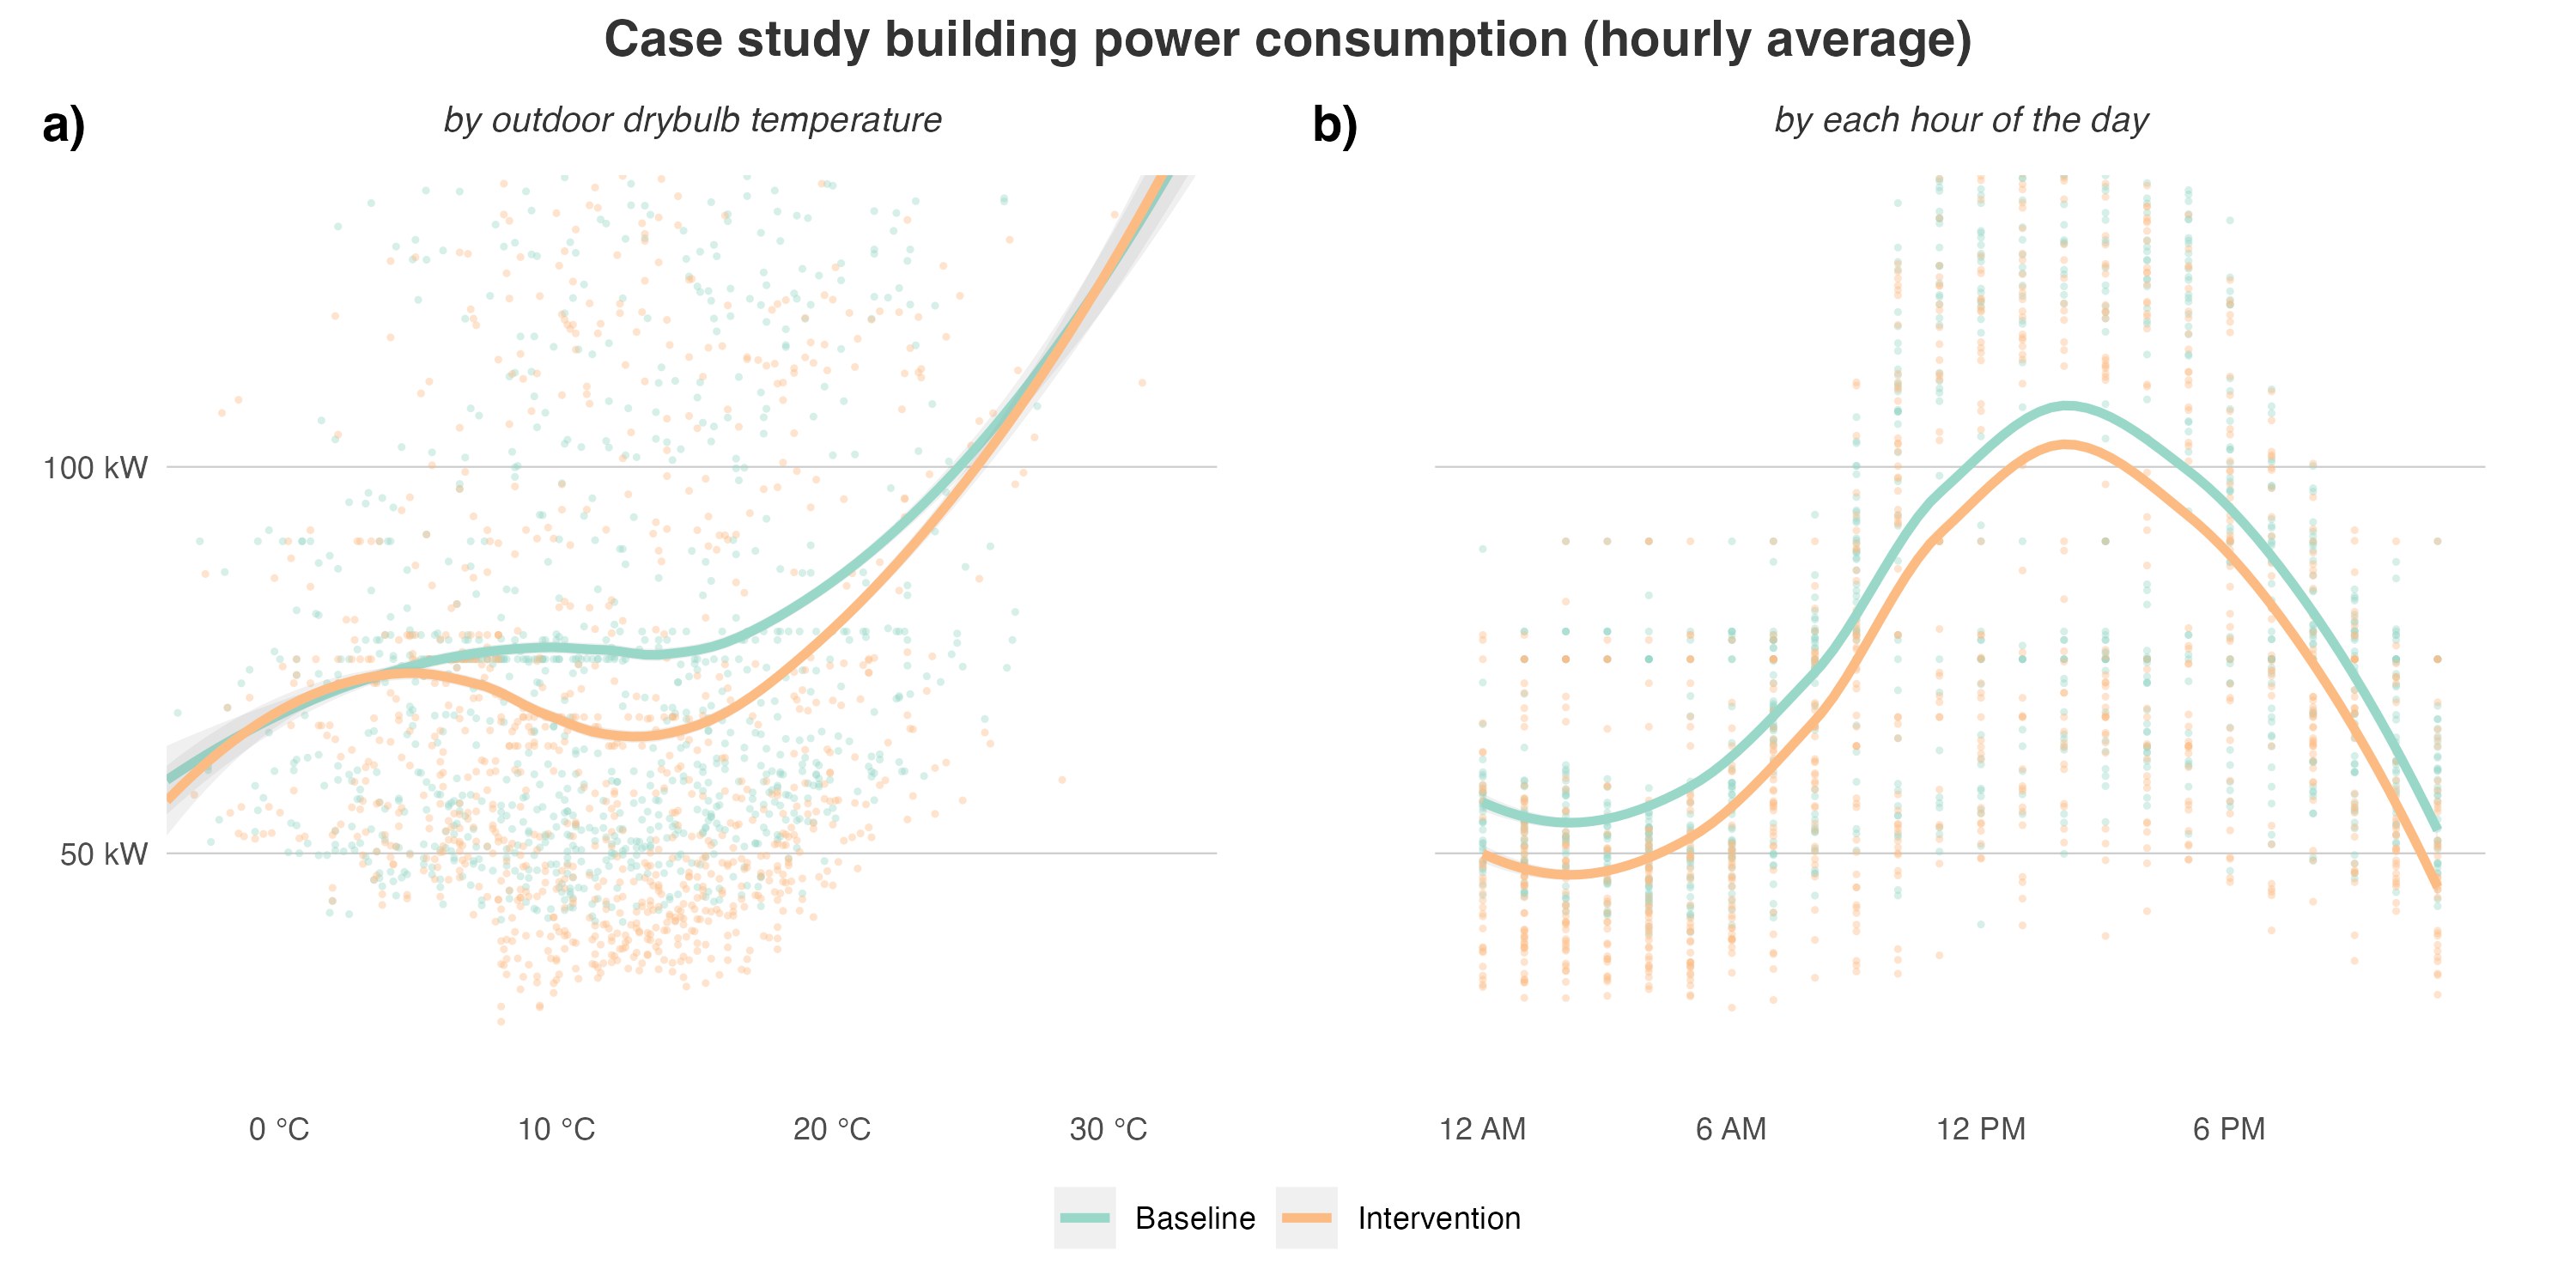 Case study building power consumption (hourly average)
a)
by outdoor drybulb temperature
b)
by each hour of the day
100 kW
50 kW
0 °C
10 °C
20 °C
30 °C
12 AM
6 AM
12 PM
6 PM
Baseline
Intervention